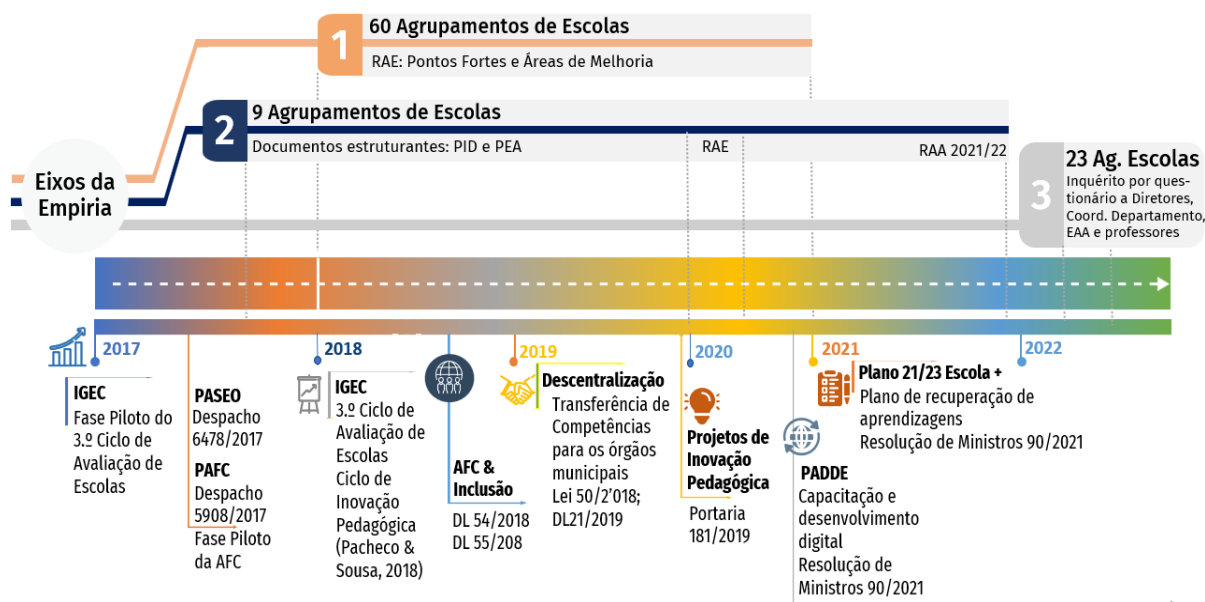 60 Agrupamentos de Escolas
1
RAE: Pontos Fortes e Áreas de Melhoria
9 Agrupamentos de Escolas
2
Documentos estruturantes: PID e PEA
RAE
RAA 2021/22
Eixos da
Empiria
3
23 Ag. Escolas
Inquérito por ques-
tionário a Diretores,
Coord. Departamento,
EAA e professores
2017
2018
2019
2020
2021
2022
IGEC
Fase Piloto do
3.º Ciclo de
Avaliação de
Escolas
PASEO
Despacho
6478/2017
PAFC
Despacho
5908/2017
Fase Piloto
da AFC
IGEC
3.º Ciclo de
Avaliação de
Escolas
Ciclo de
Inovação
Pedagógica
(Pacheco &
Sousa, 2018)
AFC &
Inclusão
DL 54/2018
DL 55/208
Descentralização
Transferência de
Competências
para os órgãos
municipais
Lei 50/2’018;
DL21/2019
Projetos de
Inovação
Pedagógica
Portaria
181/2019
PADDE
Capacitação e
desenvolvimento
digital
Resolução de
Ministros 90/2021
Plano 21/23 Escola +
Plano de recuperação de
aprendizagens
Resolução de Ministros 90/2021